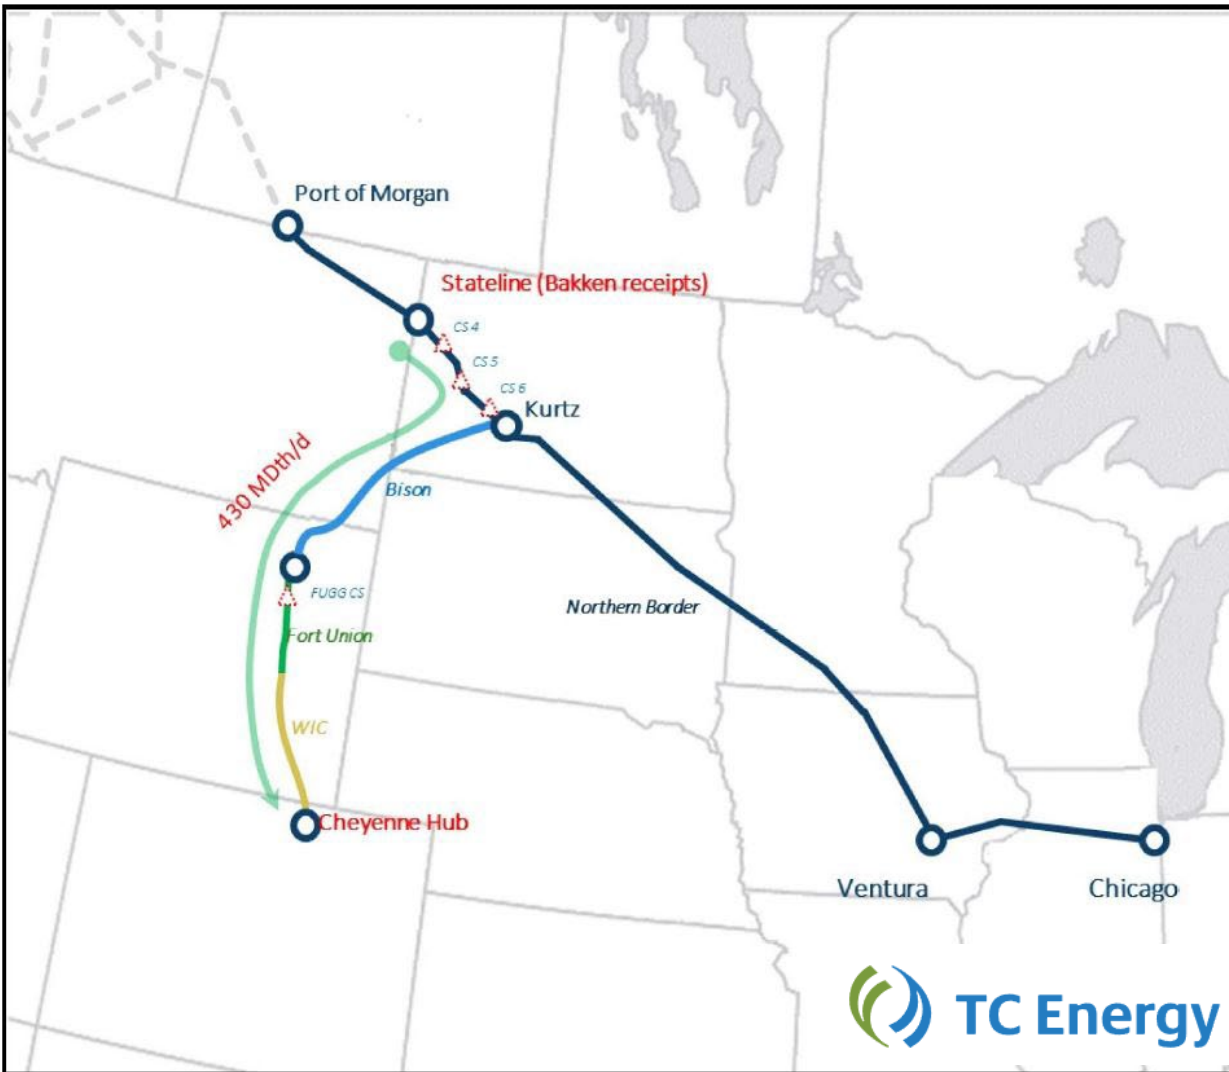 Port of Morgan
Stateline (Bakken receipts)
CS 4
CS 5
CS 6
Kurtz
430 MDth/d
Bison
FUGG CS
Northern Border
Fort Union
WIC
Cheyenne Hub
Ventura
Chicago
TC Energy